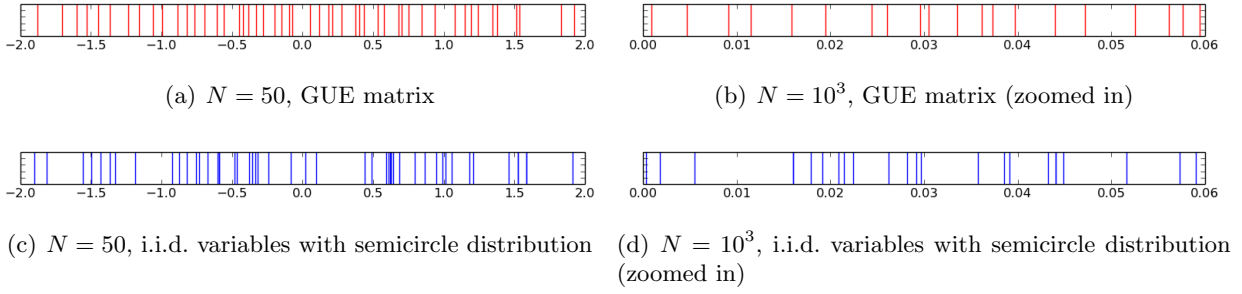 -2.0 -1.5 -1.0 -0.5 0.0 0.5 1.0 1.5 2.0
0.00 0.01 0.02 0.03 0.04 0.05 0.06
(a) N = 50, GUE matrix
(b) N = 10³, GUE matrix (zoomed in)
-2.0 -1.5 -1.0 -0.5 0.0 0.5 1.0 1.5 2.0
0.00 0.01 0.02 0.03 0.04 0.05 0.06
(c) N = 50, i.i.d. variables with semicircle distribution
(d) N = 10³, i.i.d. variables with semicircle distribution
(zoomed in)